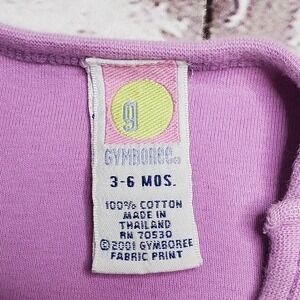 g
GYMBOREE®
3-6 MOS.
100% COTTON
MADE IN
THAILAND
RN 70530
© 2001 GYMBOREE
FABRIC PRINT